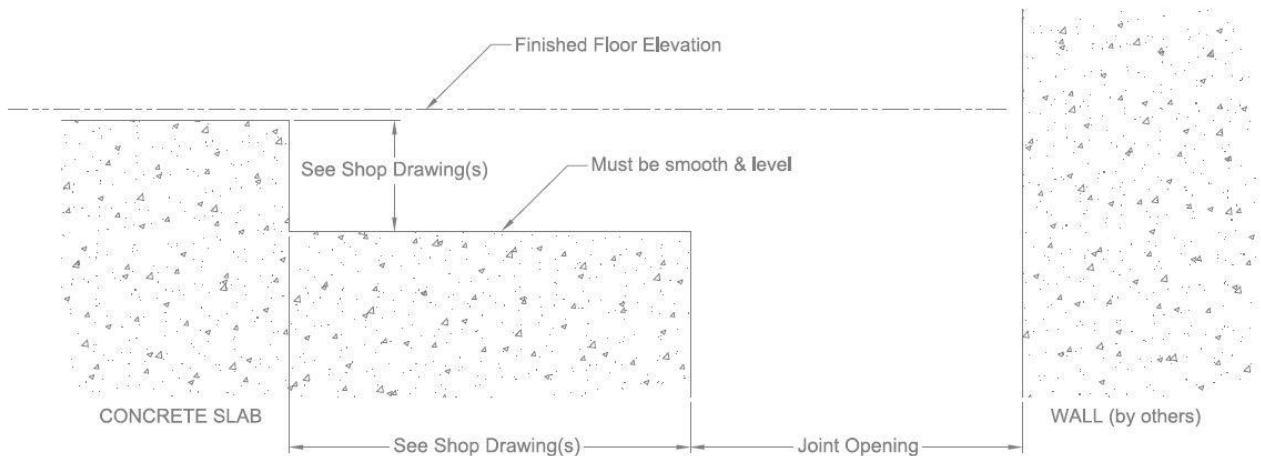 Finished Floor Elevation
See Shop Drawing(s)
Must be smooth & level
CONCRETE SLAB
WALL (by others)
See Shop Drawing(s)
Joint Opening